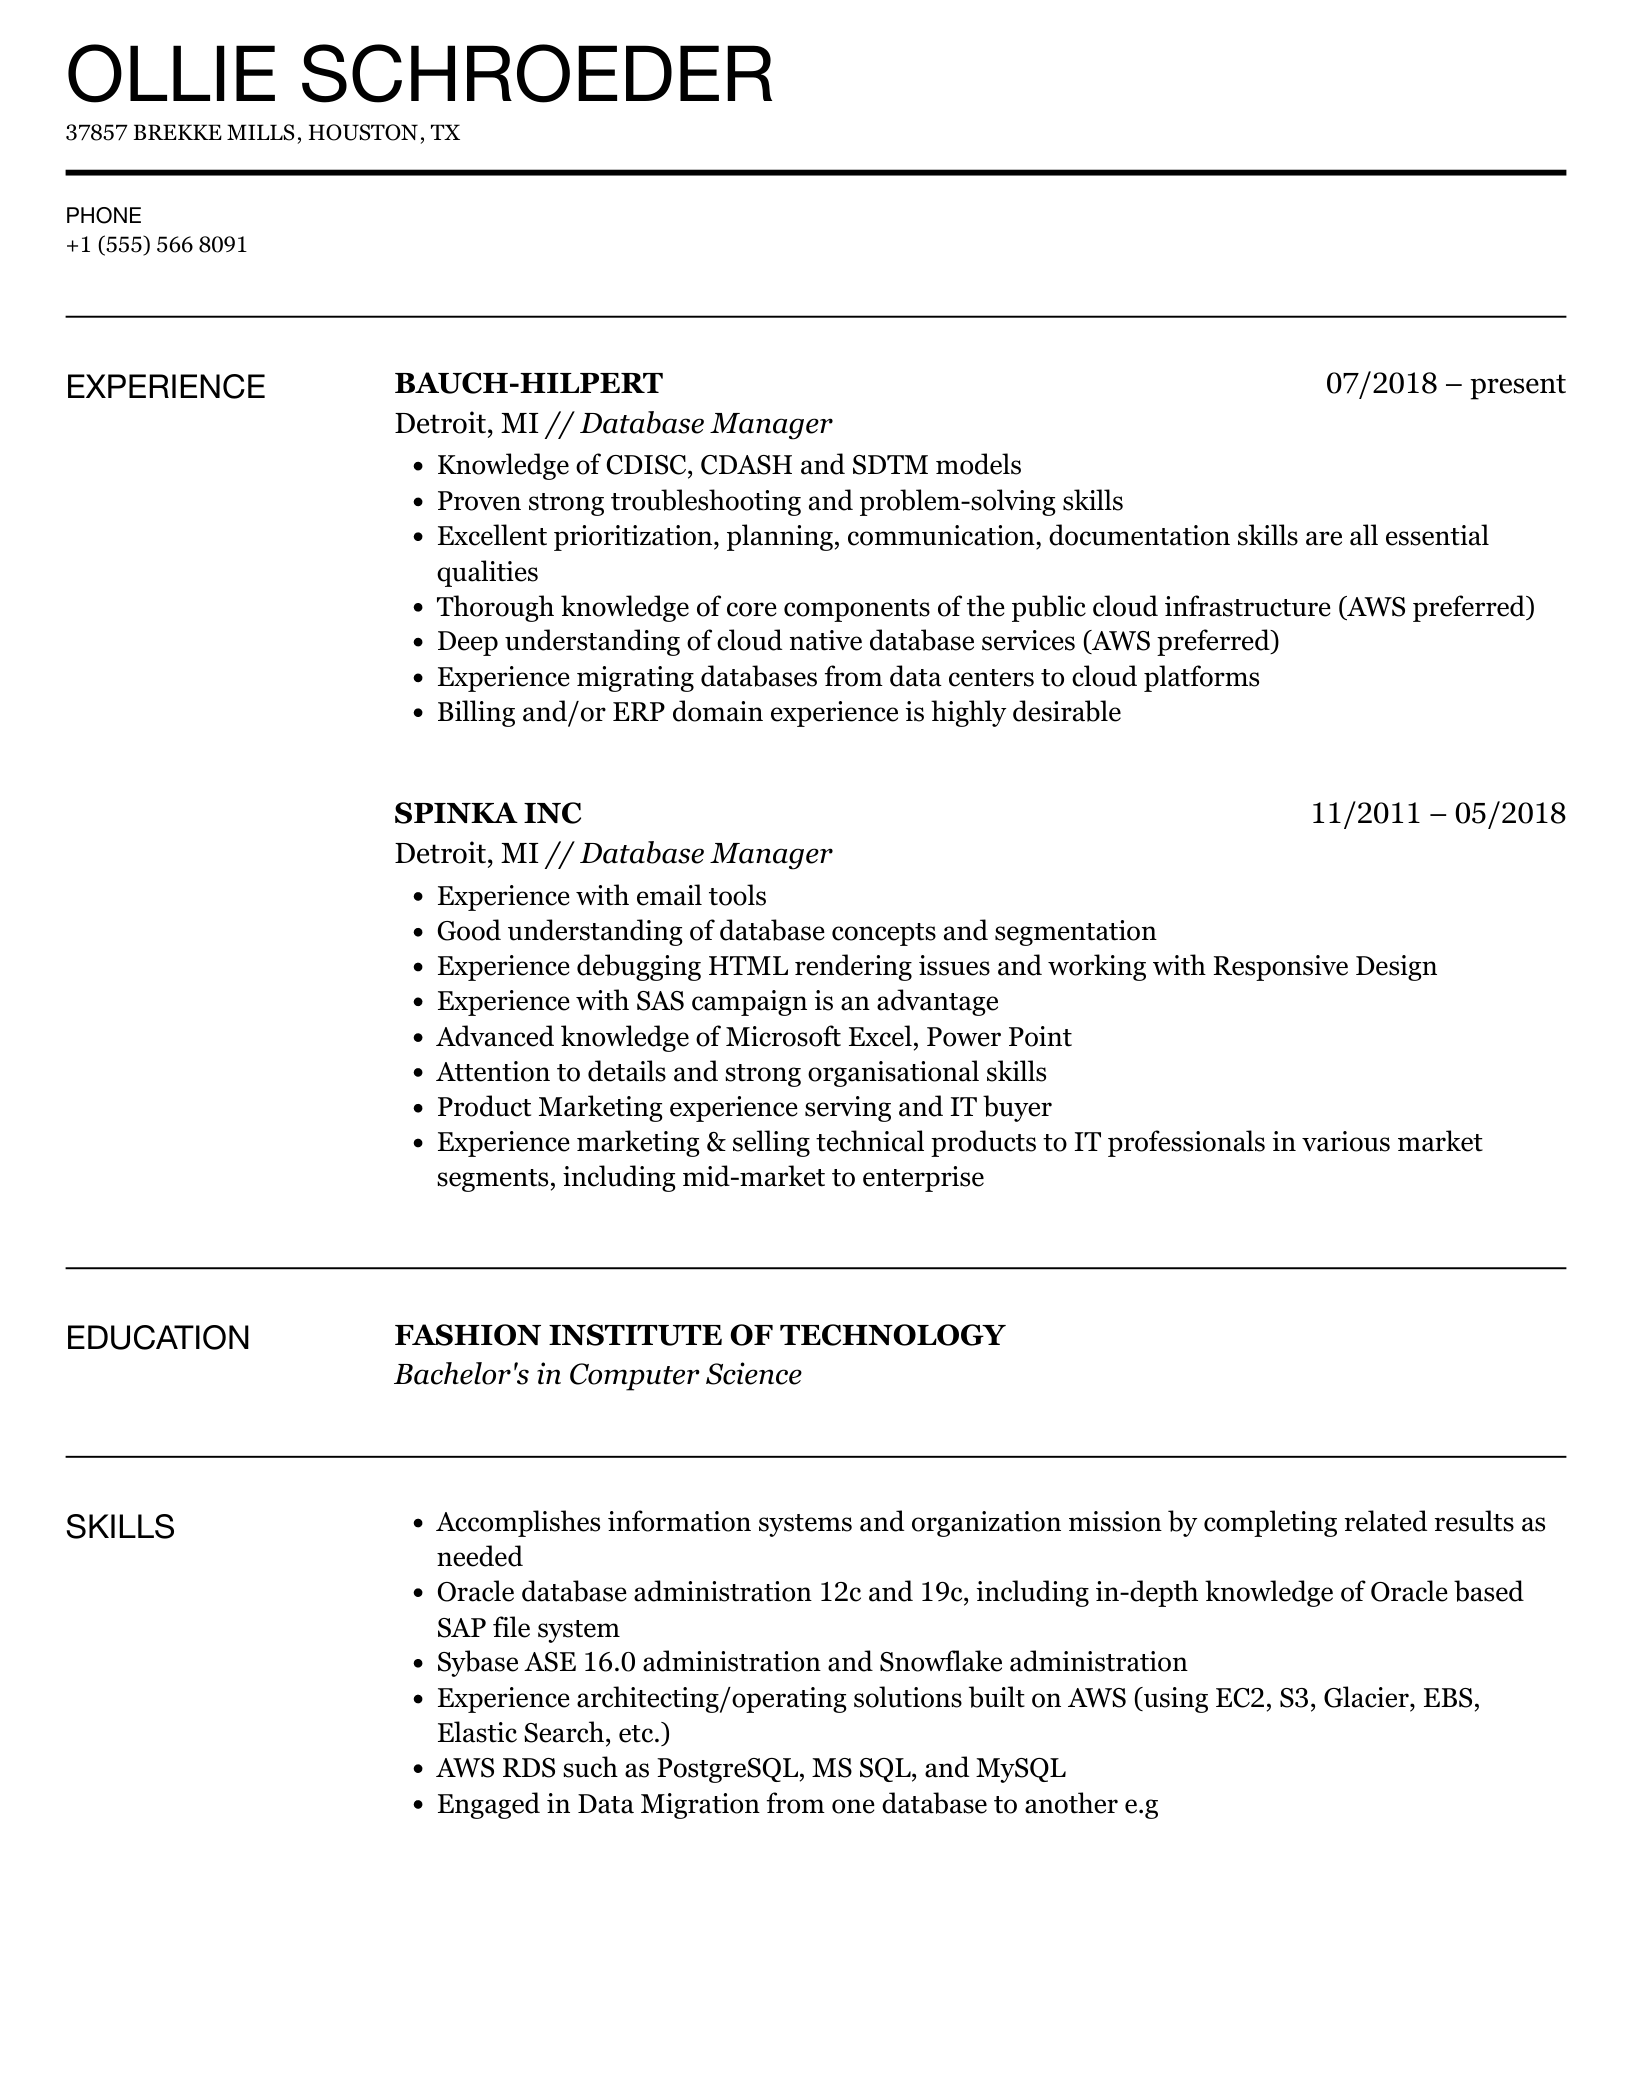 OLLIE SCHROEDER
37857 BREKKE MILLS, HOUSTON, TX
PHONE
+1 (555) 566 8091
EXPERIENCE
BAUCH-HILPERT 07/2018 – present
Detroit, MI // Database Manager
• Knowledge of CDISC, CDASH and SDTM models
• Proven strong troubleshooting and problem-solving skills
• Excellent prioritization, planning, communication, documentation skills are all essential
qualities
• Thorough knowledge of core components of the public cloud infrastructure (AWS preferred)
• Deep understanding of cloud native database services (AWS preferred)
• Experience migrating databases from data centers to cloud platforms
• Billing and/or ERP domain experience is highly desirable
SPINKA INC 11/2011 – 05/2018
Detroit, MI // Database Manager
• Experience with email tools
• Good understanding of database concepts and segmentation
• Experience debugging HTML rendering issues and working with Responsive Design
• Experience with SAS campaign is an advantage
• Advanced knowledge of Microsoft Excel, Power Point
• Attention to details and strong organisational skills
• Product Marketing experience serving and IT buyer
• Experience marketing & selling technical products to IT professionals in various market
segments, including mid-market to enterprise
EDUCATION
FASHION INSTITUTE OF TECHNOLOGY
Bachelor's in Computer Science
SKILLS
• Accomplishes information systems and organization mission by completing related results as
needed
• Oracle database administration 12c and 19c, including in-depth knowledge of Oracle based
SAP file system
• Sybase ASE 16.0 administration and Snowflake administration
• Experience architecting/operating solutions built on AWS (using EC2, S3, Glacier, EBS,
Elastic Search, etc.)
• AWS RDS such as PostgreSQL, MS SQL, and MySQL
• Engaged in Data Migration from one database to another e.g